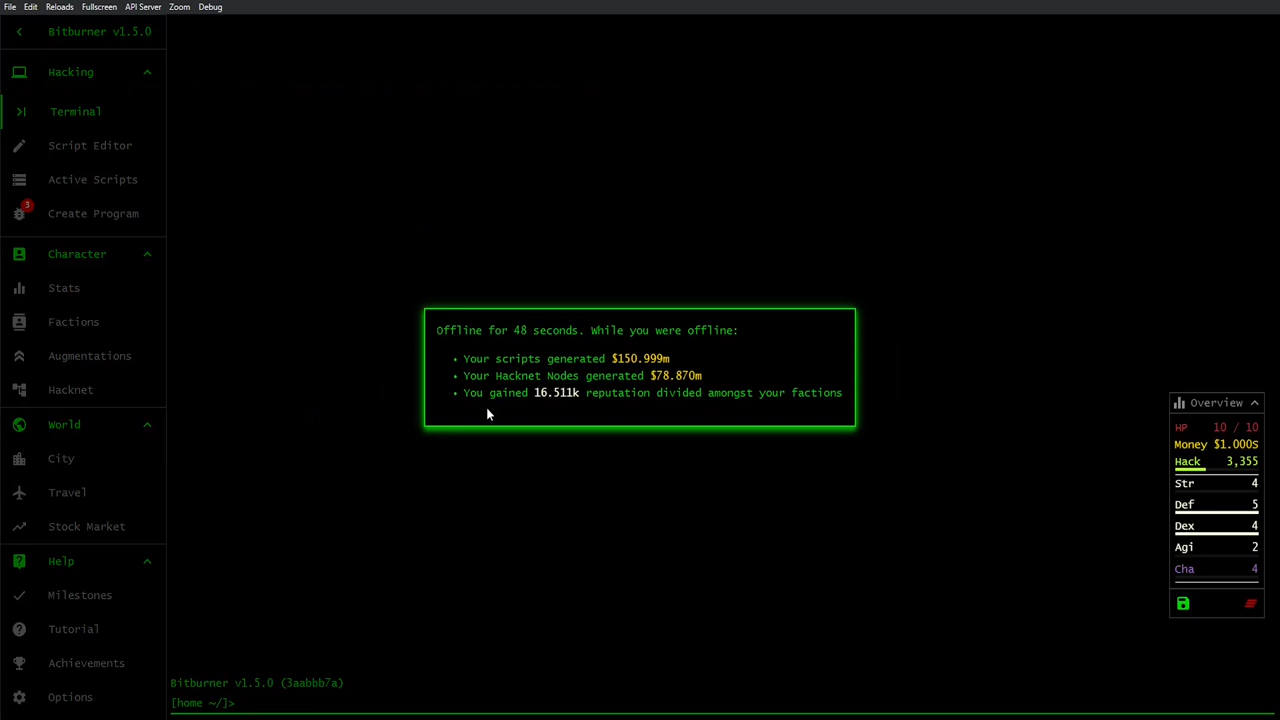 File Edit Reloads Fullscreen API Server Zoom Debug
Bitburner v1.5.0
Hacking
Terminal
Script Editor
Active Scripts
3
Create Program
Character
Stats
Factions
Augmentations
Hacknet
World
City
Travel
Stock Market
Help
Milestones
Tutorial
Achievements
Options
Offline for 48 seconds. While you were offline:
• Your scripts generated $150.999m
• Your Hacknet Nodes generated $78.870m
• You gained 16.511k reputation divided amongst your factions
Overview
HP 10 / 10
Money $1.000S
Hack 3,355
Str 4
Def 5
Dex 4
Agi 2
Cha 4
Bitburner v1.5.0 (3aabbb7a)
[home ~/]>